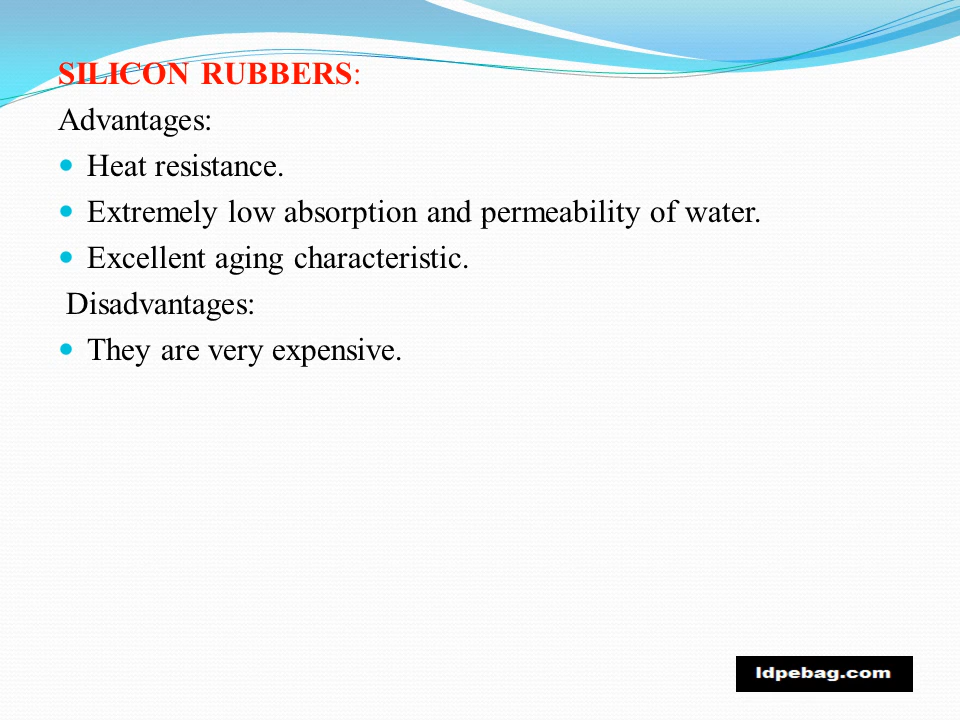 SILICON RUBBERS:
Advantages:
Heat resistance.
Extremely low absorption and permeability of water.
Excellent aging characteristic.
Disadvantages:
They are very expensive.
ldpebag.com